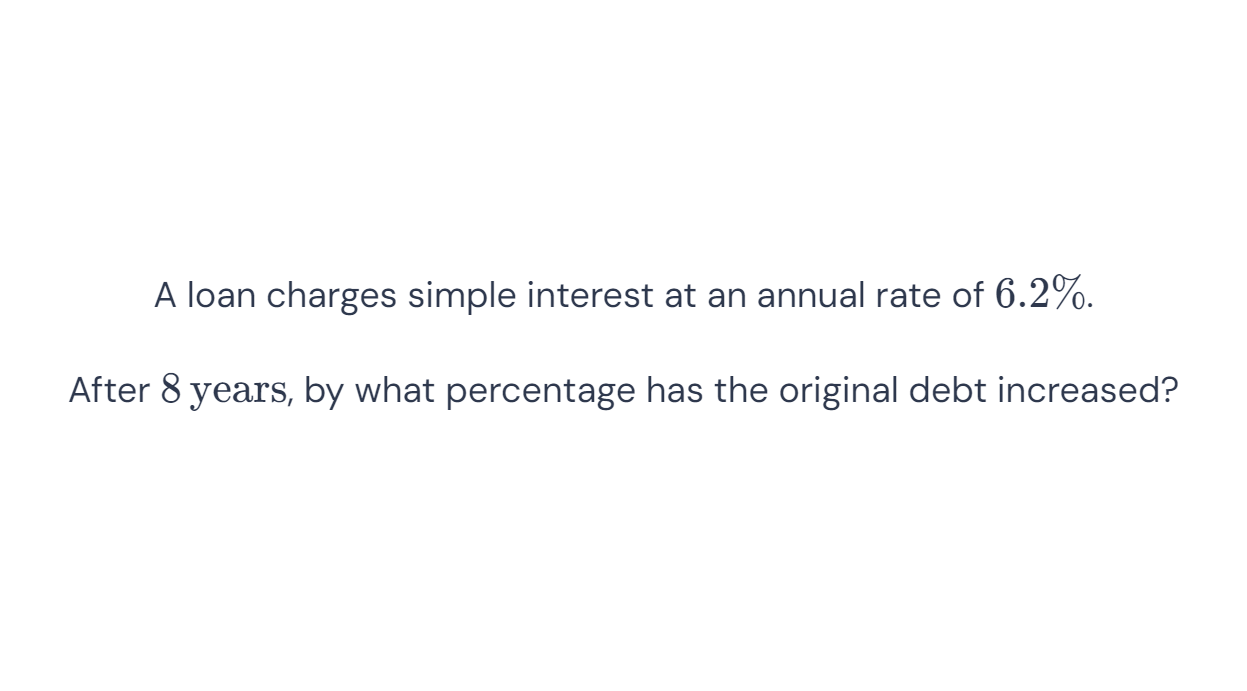 A loan charges simple interest at an annual rate of 6.2%.
After 8 years, by what percentage has the original debt increased?